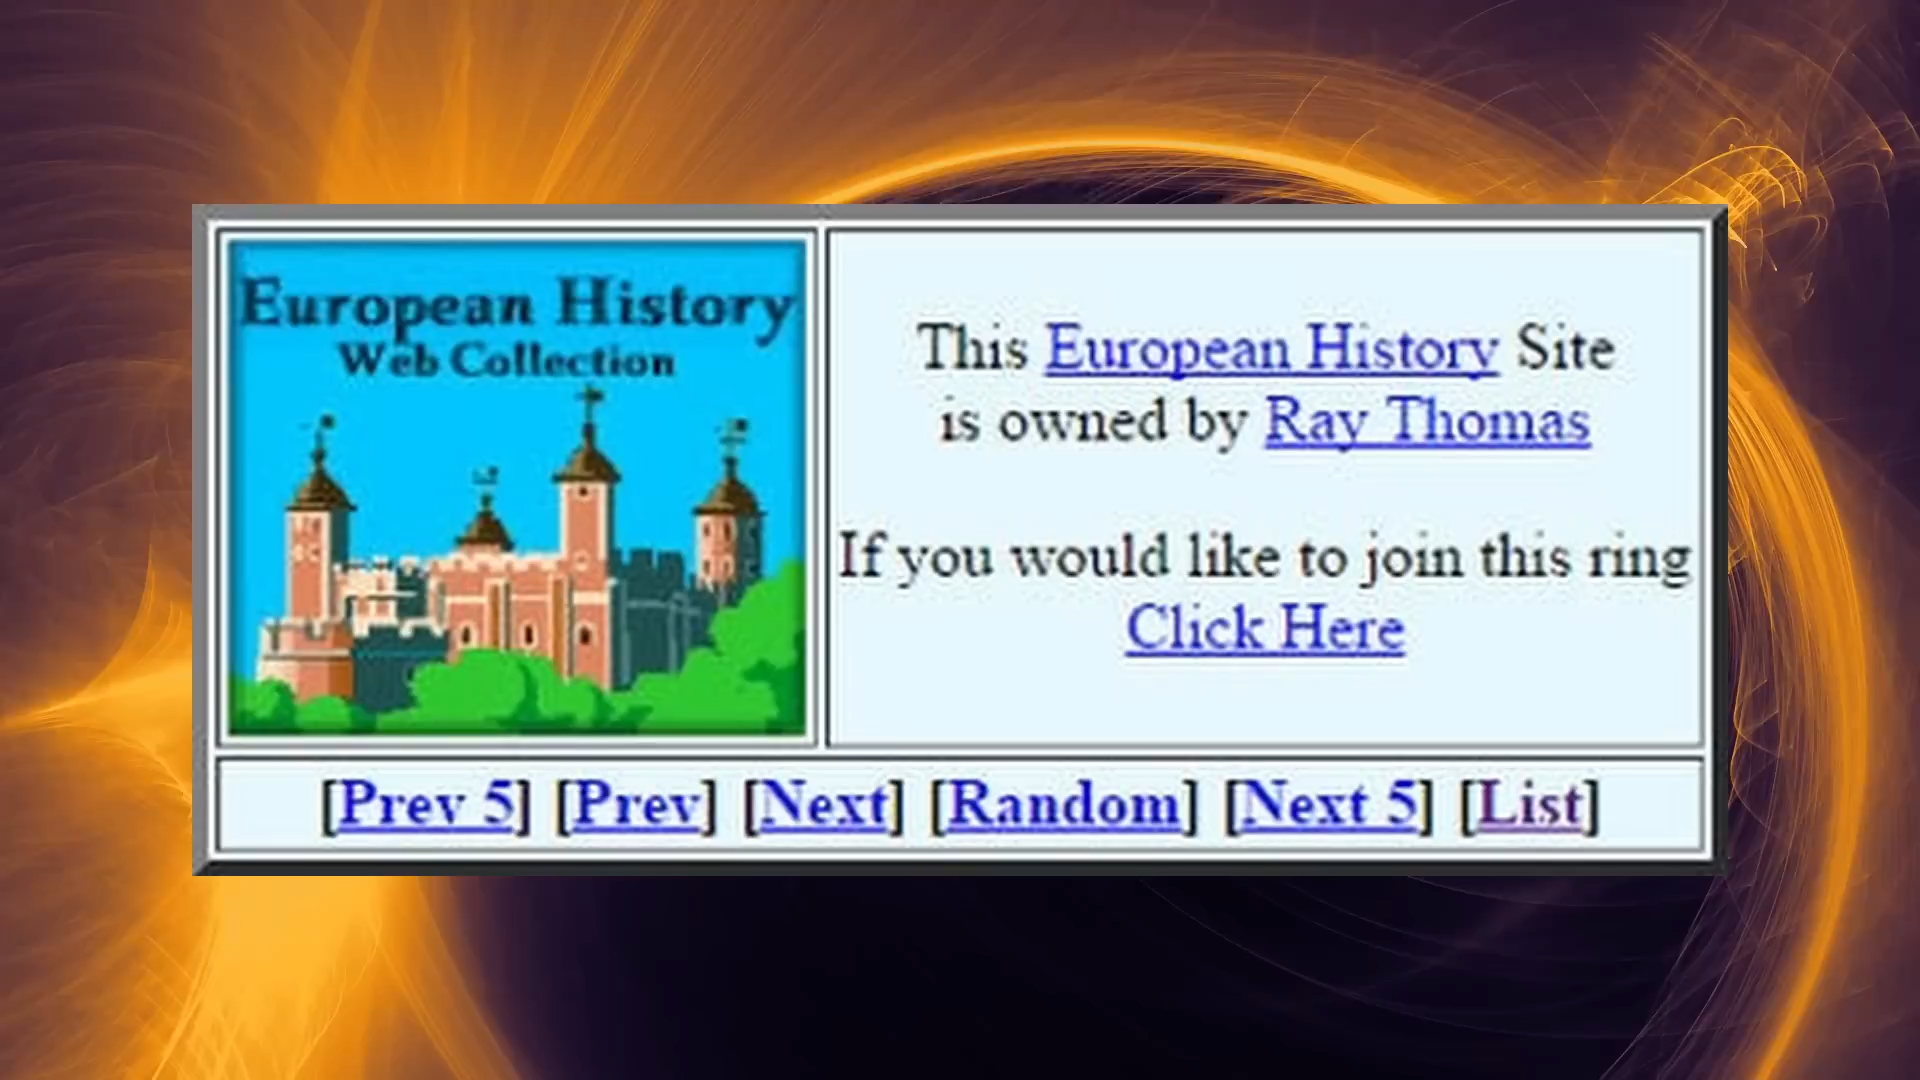 European History
Web Collection
This European History Site
is owned by Ray Thomas
If you would like to join this ring
Click Here
[Prev 5] [Prev] [Next] [Random] [Next 5] [List]